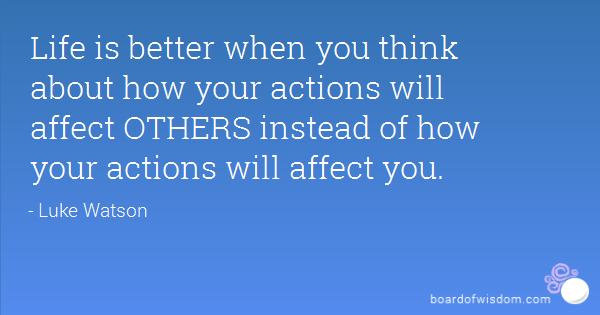 Life is better when you think
about how your actions will
affect OTHERS instead of how
your actions will affect you.
- Luke Watson
boardofwisdom.com